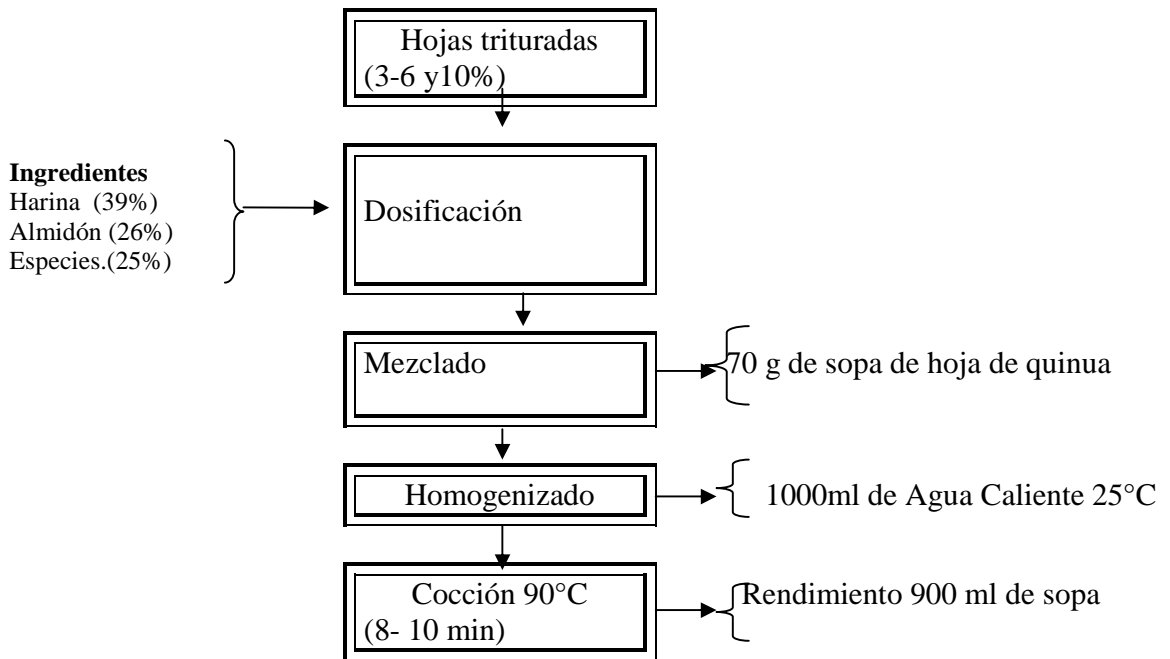 Hojas trituradas
(3-6 y10%)
Ingredientes
Harina (39%)
Almidón (26%)
Especies.(25%)
Dosificación
Mezclado
70 g de sopa de hoja de quinua
Homogenizado
1000ml de Agua Caliente 25°C
Cocción 90°C
(8- 10 min)
Rendimiento 900 ml de sopa